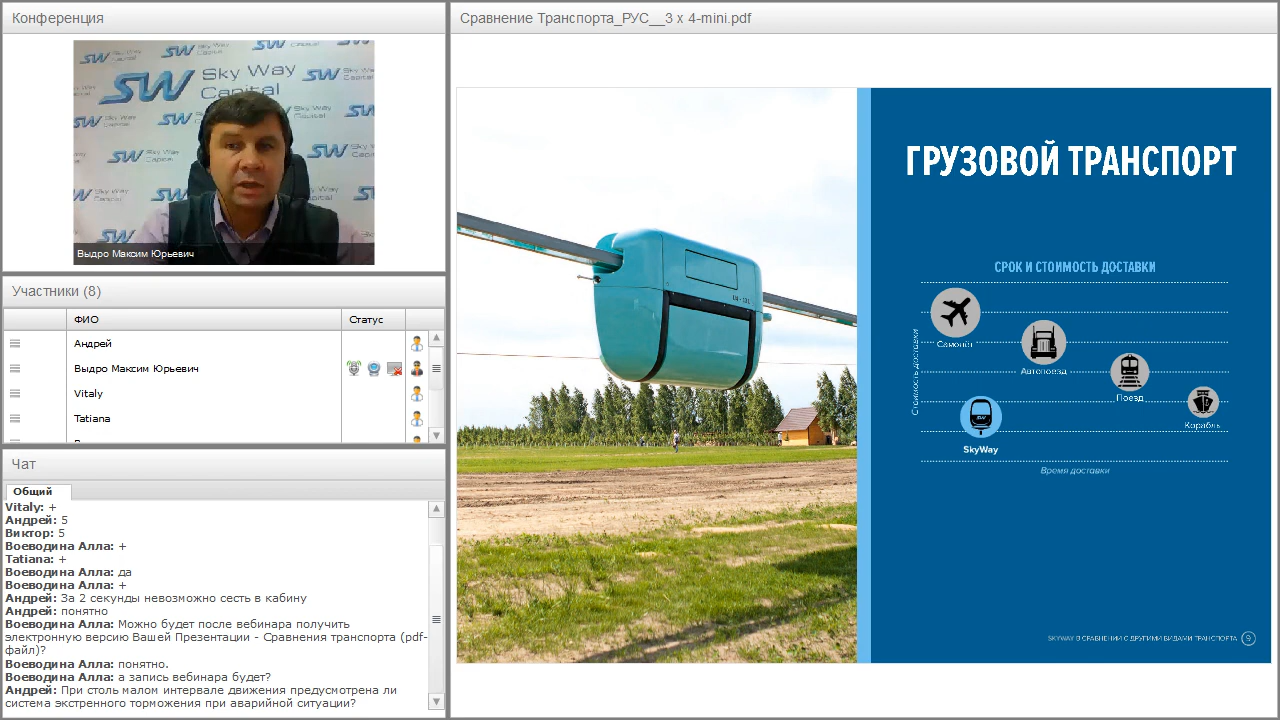 Конференция
Sky Way
Capital
Выдро Максим Юрьевич
Участники (8)
ФИО
Статус
Андрей
Выдро Максим Юрьевич
Vitaly
Tatiana
Чат
Общий
Vitaly: +
Андрей: 5
Виктор: 5
Воеводина Алла: +
Tatiana: +
Воеводина Алла: да
Воеводина Алла: +
Андрей: За 2 секунды невозможно сесть в кабину
Андрей: понятно
Воеводина Алла: Можно будет после вебинара получить
электронную версию Вашей Презентации - Сравнения транспорта (pdf-
файл)?
Воеводина Алла: понятно.
Воеводина Алла: а запись вебинара будет?
Андрей: При столь малом интервале движения предусмотрена ли
система экстренного торможения при аварийной ситуации?
Сравнение Транспорта_РУС__3 x 4-mini.pdf
ГРУЗОВОЙ ТРАНСПОРТ
СРОК И СТОИМОСТЬ ДОСТАВКИ
Стоимость доставки
Самолёт
Автопоезд
Поезд
Корабль
SkyWay
Время доставки
SKYWAY В СРАВНЕНИИ С ДРУГИМИ ВИДАМИ ТРАНСПОРТА 9